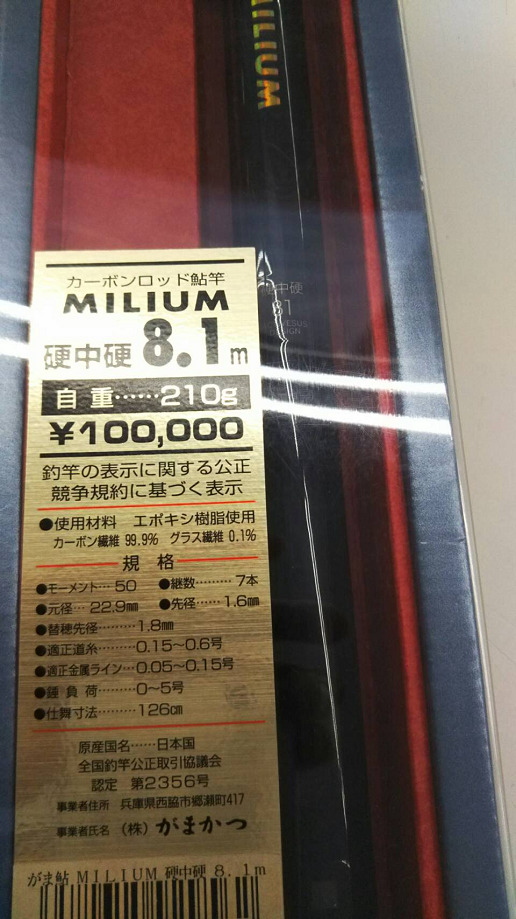 MILIUM
カーボンロッド鮎竿
MILIUM
硬中硬 8.1m
自重……210g
¥100,000
釣竿の表示に関する公正
競争規約に基づく表示
●使用材料 エポキシ樹脂使用
カーボン繊維 99.9% グラス繊維 0.1%
規格
●モーメント…50 ●継数………7本
●元径…22.9mm ●先径……1.6mm
●替穂先径………1.8mm
●適正道糸………0.15～0.6号
●適正金属ライン…0.05～0.15号
●錘負荷………0～5号
●仕舞寸法………126cm
原産国名……日本国
全国釣竿公正取引協議会
認定 第2356号
事業者住所 兵庫県西脇市郷瀬町417
事業者氏名 (株)がまかつ
がま鮎 MILIUM 硬中硬 8.1m
中硬
81